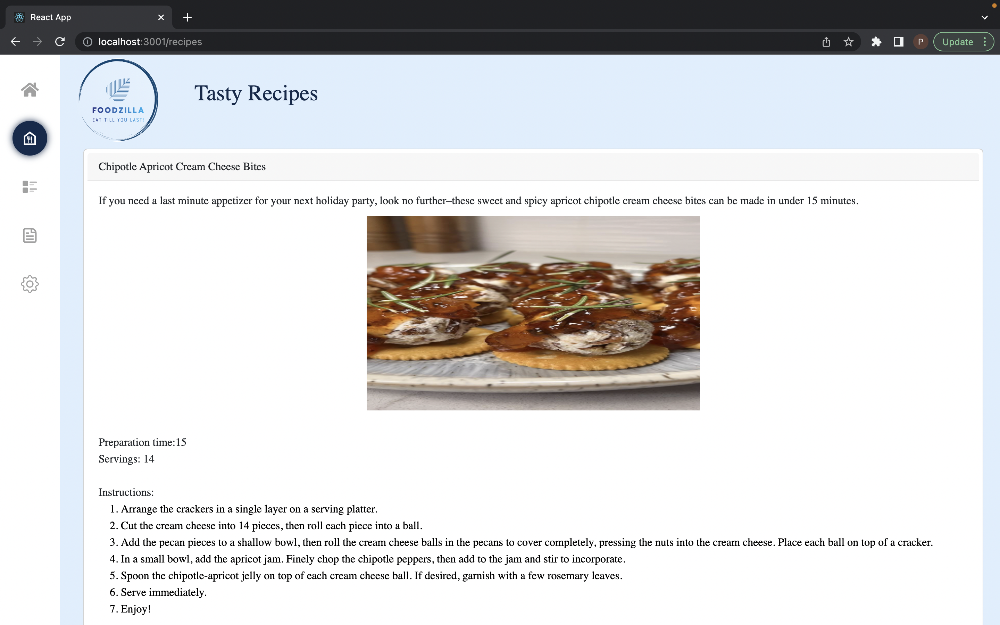 React App
localhost:3001/recipes
P
Update
FOODZILLA
EAT TILL YOU LAST!
Tasty Recipes
Chipotle Apricot Cream Cheese Bites
If you need a last minute appetizer for your next holiday party, look no further–these sweet and spicy apricot chipotle cream cheese bites can be made in under 15 minutes.
Preparation time:15
Servings: 14
Instructions:
1. Arrange the crackers in a single layer on a serving platter.
2. Cut the cream cheese into 14 pieces, then roll each piece into a ball.
3. Add the pecan pieces to a shallow bowl, then roll the cream cheese balls in the pecans to cover completely, pressing the nuts into the cream cheese. Place each ball on top of a cracker.
4. In a small bowl, add the apricot jam. Finely chop the chipotle peppers, then add to the jam and stir to incorporate.
5. Spoon the chipotle-apricot jelly on top of each cream cheese ball. If desired, garnish with a few rosemary leaves.
6. Serve immediately.
7. Enjoy!